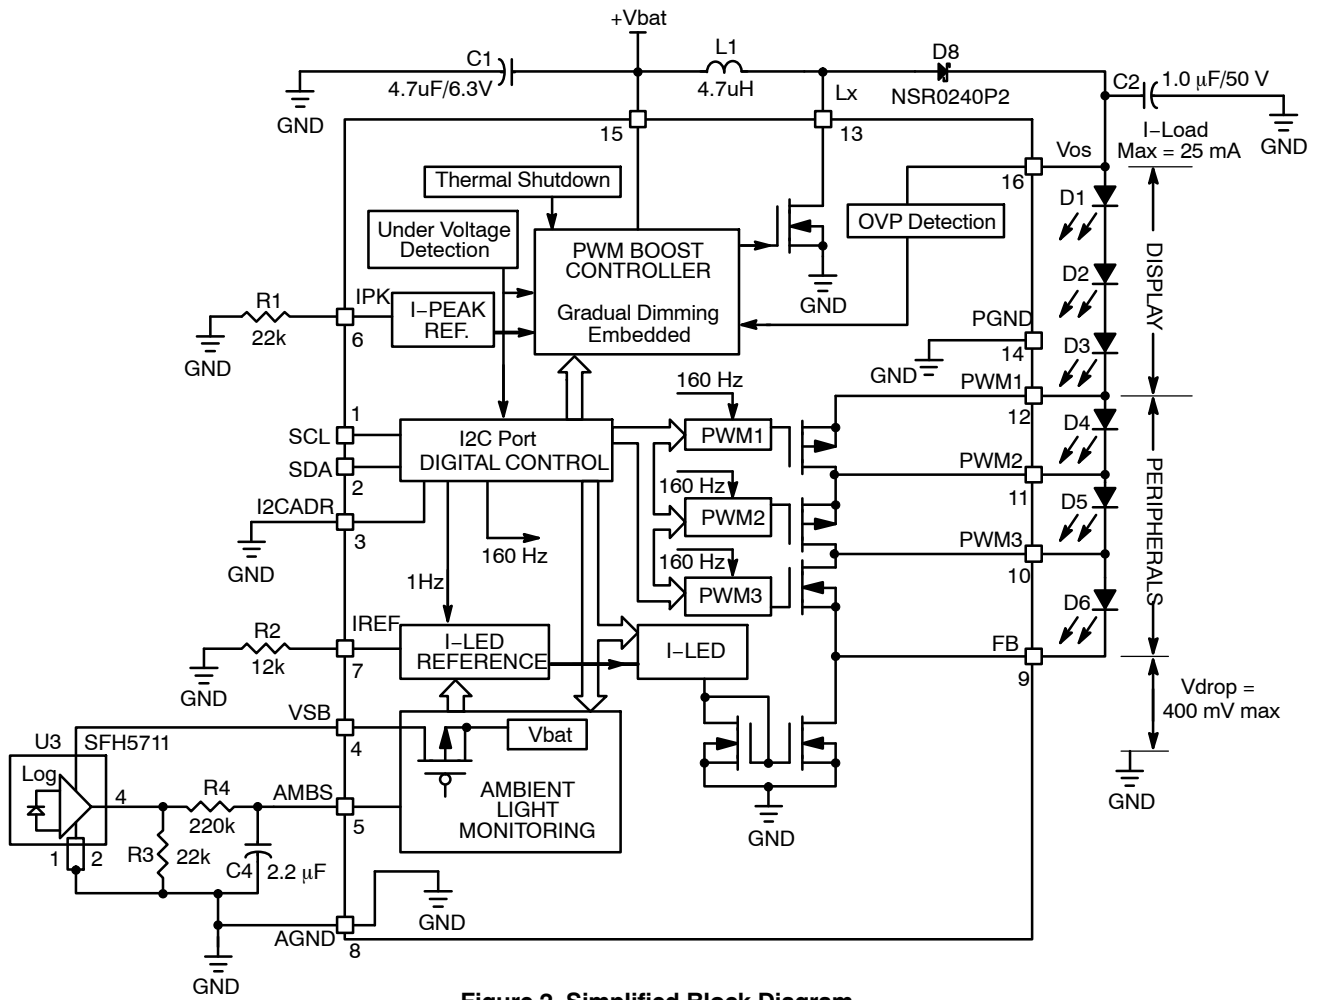 +Vbat
C1
4.7uF/6.3V
L1
4.7uH
D8
NSR0240P2
C2
1.0 µF/50 V
GND
Lx
GND
15
13
I−Load
Max = 25 mA
Vos
16
Thermal Shutdown
Under Voltage
Detection
PWM BOOST
CONTROLLER
Gradual Dimming
Embedded
OVP Detection
GND
D1
D2
D3
DISPLAY
R1
22k
GND
IPK
6
I−PEAK
REF.
PGND
14
GND
PWM1
12
160 Hz
PWM1
SCL
1
SDA
2
I2C Port
DIGITAL CONTROL
I2CADR
3
GND
160 Hz
1Hz
160 Hz
PWM2
160 Hz
PWM3
PWM2
11
PWM3
10
D4
D5
D6
PERIPHERALS
R2
12k
GND
IREF
7
I−LED
REFERENCE
I−LED
FB
9
Vdrop =
400 mV max
GND
VSB
4
Vbat
AMBIENT
LIGHT
MONITORING
GND
U3
SFH5711
Log
4
1
2
R4
220k
R3
22k
C4
2.2 µF
AMBS
5
GND
AGND
8
GND
Figure 2. Simplified Block Diagram